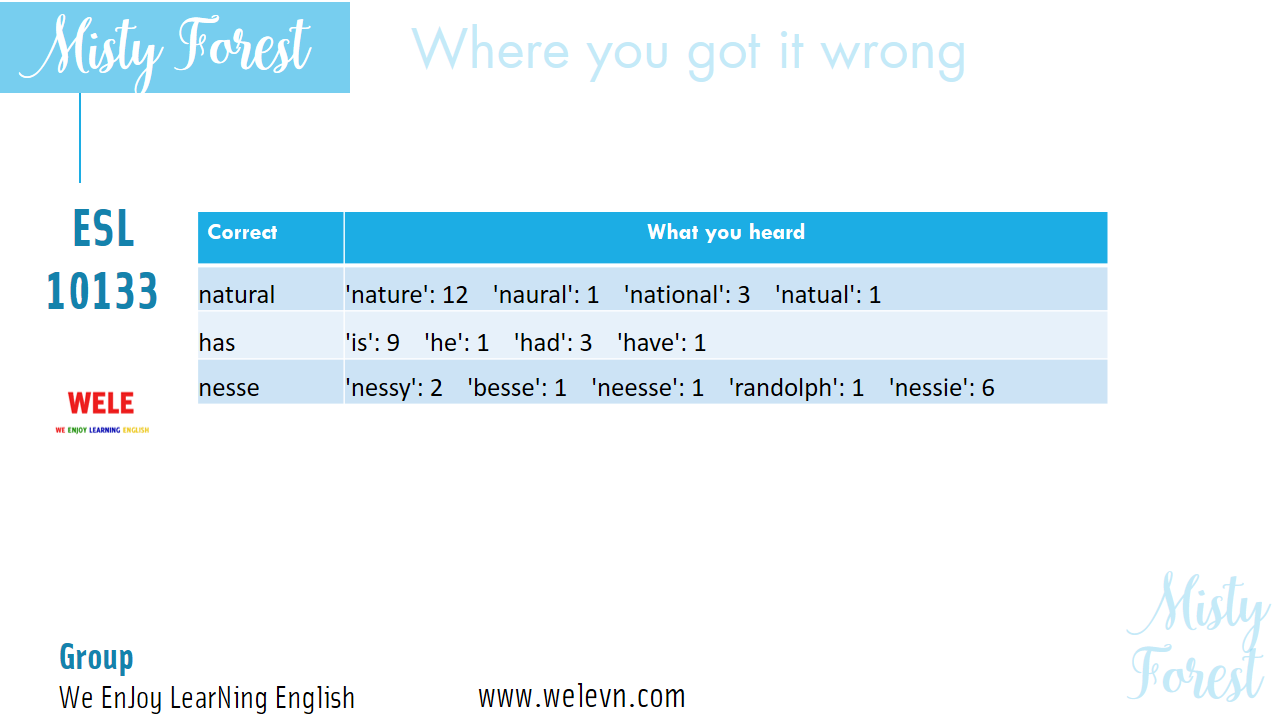 Misty Forest
Where you got it wrong
ESL
10133
Correct What you heard
natural 'nature': 12 'naural': 1 'national': 3 'natual': 1
has 'is': 9 'he': 1 'had': 3 'have': 1
nesse 'nessy': 2 'besse': 1 'neesse': 1 'randolph': 1 'nessie': 6
WELE
WE ENJOY LEARNING ENGLISH
Misty
Forest
Group
We EnJoy LearNing English
www.welevn.com